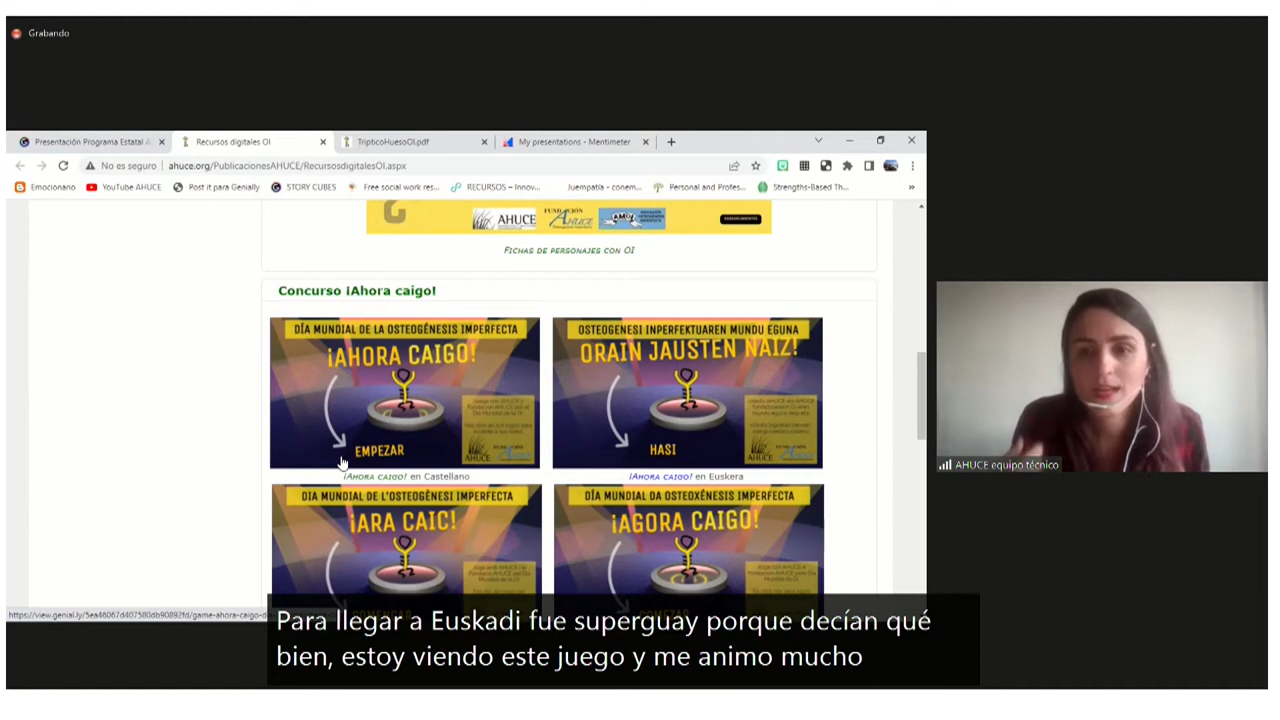 Grabando
Presentación Programa Estatal A
Recursos digitales OI
TripticoHuesoOI.pdf
My presentations - Mentimeter
No es seguro | ahuce.org/PublicacionesAHUCE/RecursosdigitalesOI.aspx
Emocionario
YouTube AHUCE
Post it para Genially
STORY CUBES
Free social work res...
RECURSOS – Innov...
Juempatía - conem...
Personal and Profes...
Strengths-Based Th...
»
AHUCE
FUNDACIÓN
Ahuce
AMOI
FICHAS DE PERSONAJES CON OI
Concurso ¡Ahora caigo!
DÍA MUNDIAL DE LA OSTEOGÉNESIS IMPERFECTA
¡AHORA CAIGO!
EMPEZAR
AHUCE
¡AHORA CAIGO! en Castellano
OSTEOGENESI INPERFEKTUAREN MUNDU EGUNA
ORAIN JAUSTEN NAIZ!
HASI
AHUCE
¡AHORA CAIGO! en Euskera
DIA MUNDIAL DE L'OSTEOGÈNESI IMPERFECTA
¡ARA CAIC!
DÍA MUNDIAL DA OSTEOXÉNESIS IMPERFECTA
¡AGORA CAIGO!
AHUCE equipo técnico
Para llegar a Euskadi fue superguay porque decían qué
bien, estoy viendo este juego y me animo mucho